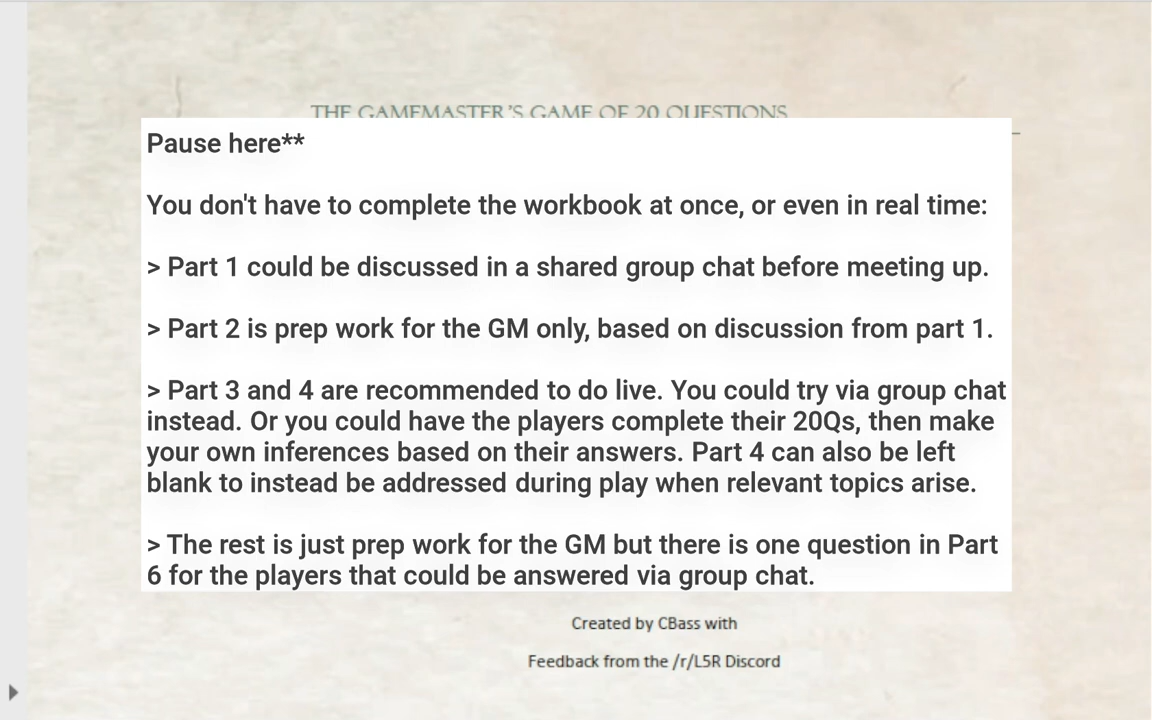 THE GAMEMASTER'S GAME OF 20 QUESTIONS
Pause here**
You don't have to complete the workbook at once, or even in real time:
> Part 1 could be discussed in a shared group chat before meeting up.
> Part 2 is prep work for the GM only, based on discussion from part 1.
> Part 3 and 4 are recommended to do live. You could try via group chat
instead. Or you could have the players complete their 20Qs, then make
your own inferences based on their answers. Part 4 can also be left
blank to instead be addressed during play when relevant topics arise.
> The rest is just prep work for the GM but there is one question in Part
6 for the players that could be answered via group chat.
Created by CBass with
Feedback from the /r/L5R Discord